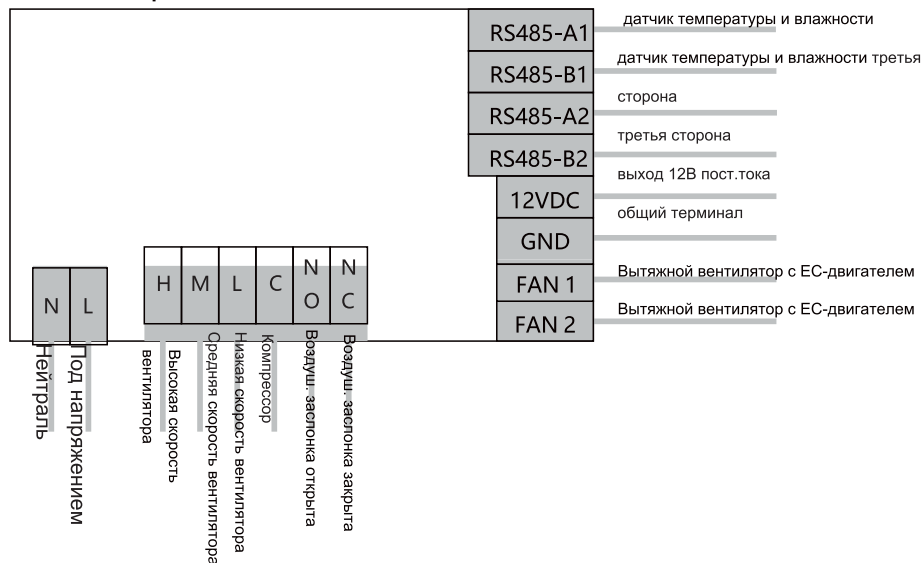 RS485-A1 датчик температуры и влажности
RS485-B1 датчик температуры и влажности третья
RS485-A2 сторона
RS485-B2 третья сторона
12VDC выход 12В пост.тока
GND общий терминал
FAN 1 Вытяжной вентилятор с ЕС-двигателем
FAN 2 Вытяжной вентилятор с ЕС-двигателем
N L H M L C NO NC
Нейтраль
Под напряжением
Высокая скорость
вентилятора
Средняя скорость вентилятора
Низкая скорость вентилятора
Компрессор
Воздуш. заслонка открыта
Воздуш. заслонка закрыта